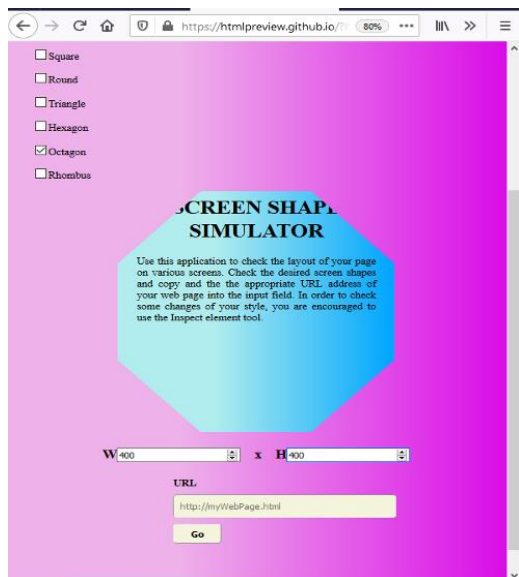 https://htmlpreview.github.io/
80%
Square
Round
Triangle
Hexagon
Octagon
Rhombus
SCREEN SHAPE
SIMULATOR
Use this application to check the layout of your page
on various screens. Check the desired screen shapes
and copy and the the appropriate URL address of
your web page into the input field. In order to check
some changes of your style, you are encouraged to
use the Inspect element tool.
W 400 x H 400
URL
http://myWebPage.html
Go